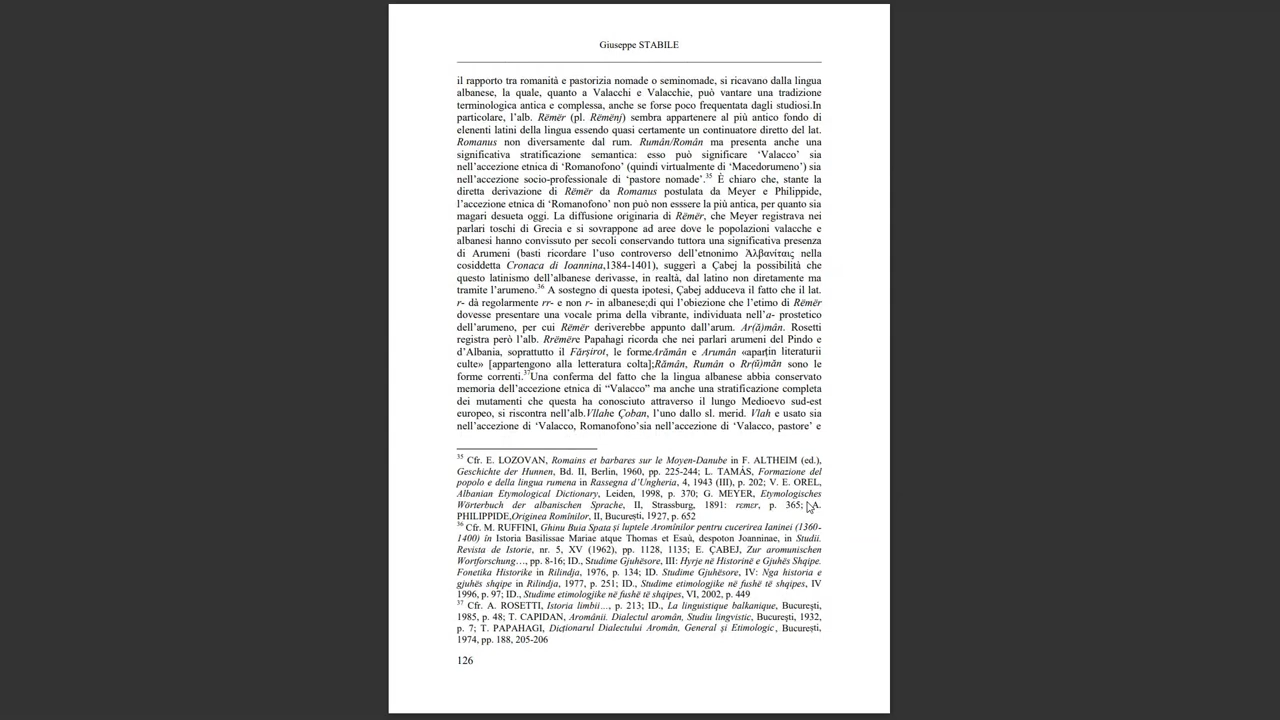 Giuseppe STABILE
il rapporto tra romanità e pastorizia nomade o seminomade, si ricavano dalla lingua
albanese, la quale, quanto a Valacchi e Valacchie, può vantare una tradizione
terminologica antica e complessa, anche se forse poco frequentata dagli studiosi.In
particolare, l'alb. Rëmër (pl. Rëmënj) sembra appartenere al più antico fondo di
elenenti latini della lingua essendo quasi certamente un continuatore diretto del lat.
Romanus non diversamente dal rum. Rumân/Român ma presenta anche una
significativa stratificazione semantica: esso può significare 'Valacco' sia
nell'accezione etnica di 'Romanofono' (quindi virtualmente di 'Macedorumeno') sia
nell'accezione socio-professionale di 'pastore nomade'.35 È chiaro che, stante la
diretta derivazione di Rëmër da Romanus postulata da Meyer e Philippide,
l'accezione etnica di 'Romanofono' non può non esssere la più antica, per quanto sia
magari desueta oggi. La diffusione originaria di Rëmër, che Meyer registrava nei
parlari toschi di Grecia e si sovrappone ad aree dove le popolazioni valacche e
albanesi hanno convissuto per secoli conservando tuttora una significativa presenza
di Arumeni (basti ricordare l'uso controverso dell'etnonimo Ἀλβανίταις nella
cosiddetta Cronaca di Ioannina,1384-1401), suggerì a Çabej la possibilità che
questo latinismo dell'albanese derivasse, in realtà, dal latino non direttamente ma
tramite l'arumeno.36 A sostegno di questa ipotesi, Çabej adduceva il fatto che il lat.
r- dà regolarmente rr- e non r- in albanese;di qui l'obiezione che l'etimo di Rëmër
dovesse presentare una vocale prima della vibrante, individuata nell'a- prostetico
dell'arumeno, per cui Rëmër deriverebbe appunto dall'arum. Ar(ă)mân. Rosetti
registra però l'alb. Rrëmëre Papahagi ricorda che nei parlari arumeni del Pindo e
d'Albania, soprattutto il Fărșirot, le formeArămân e Arumân «aparțin literaturii
culte» [appartengono alla letteratura colta];Rămân, Rumân o Rr(ŭ)măn sono le
forme correnti.37Una conferma del fatto che la lingua albanese abbia conservato
memoria dell'accezione etnica di "Valacco" ma anche una stratificazione completa
dei mutamenti che questa ha conosciuto attraverso il lungo Medioevo sud-est
europeo, si riscontra nell'alb.Vllahe Çoban, l'uno dallo sl. merid. Vlah e usato sia
nell'accezione di 'Valacco, Romanofono'sia nell'accezione di 'Valacco, pastore' e
35 Cfr. E. LOZOVAN, Romains et barbares sur le Moyen-Danube in F. ALTHEIM (ed.),
Geschichte der Hunnen, Bd. II, Berlin, 1960, pp. 225-244; L. TAMÁS, Formazione del
popolo e della lingua rumena in Rassegna d'Ungheria, 4, 1943 (III), p. 202; V. E. OREL,
Albanian Etymological Dictionary, Leiden, 1998, p. 370; G. MEYER, Etymologisches
Wörterbuch der albanischen Sprache, II, Strassburg, 1891: rεmεr, p. 365; A.
PHILIPPIDE,Originea Romînilor, II, București, 1927, p. 652
36 Cfr. M. RUFFINI, Ghinu Buia Spata și luptele Aromînilor pentru cucerirea Ianinei (1360-
1400) în Istoria Basilissae Mariae atque Thomas et Esaù, despoton Joanninae, in Studii.
Revista de Istorie, nr. 5, XV (1962), pp. 1128, 1135; E. ÇABEJ, Zur aromunischen
Wortforschung…, pp. 8-16; ID., Studime Gjuhësore, III: Hyrje në Historinë e Gjuhës Shqipe.
Fonetika Historike in Rilindja, 1976, p. 134; ID. Studime Gjuhësore, IV: Nga historia e
gjuhës shqipe in Rilindja, 1977, p. 251; ID., Studime etimologjike në fushë të shqipes, IV
1996, p. 97; ID., Studime etimologjike në fushë të shqipes, VI, 2002, p. 449
37 Cfr. A. ROSETTI, Istoria limbii…, p. 213; ID., La linguistique balkanique, București,
1985, p. 48; T. CAPIDAN, Aromânii. Dialectul aromân, Studiu lingvistic, București, 1932,
p. 7; T. PAPAHAGI, Dicționarul Dialectului Aromân, General și Etimologic, București,
1974, pp. 188, 205-206
126